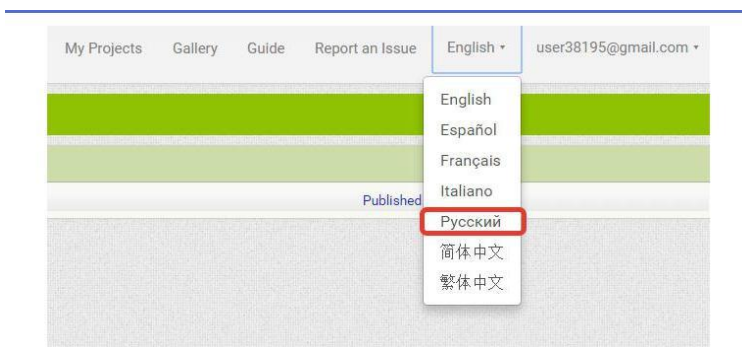 My Projects Gallery Guide Report an Issue English user38195@gmail.com
English
Español
Français
Italiano
Published
Русский
简体中文
繁体中文